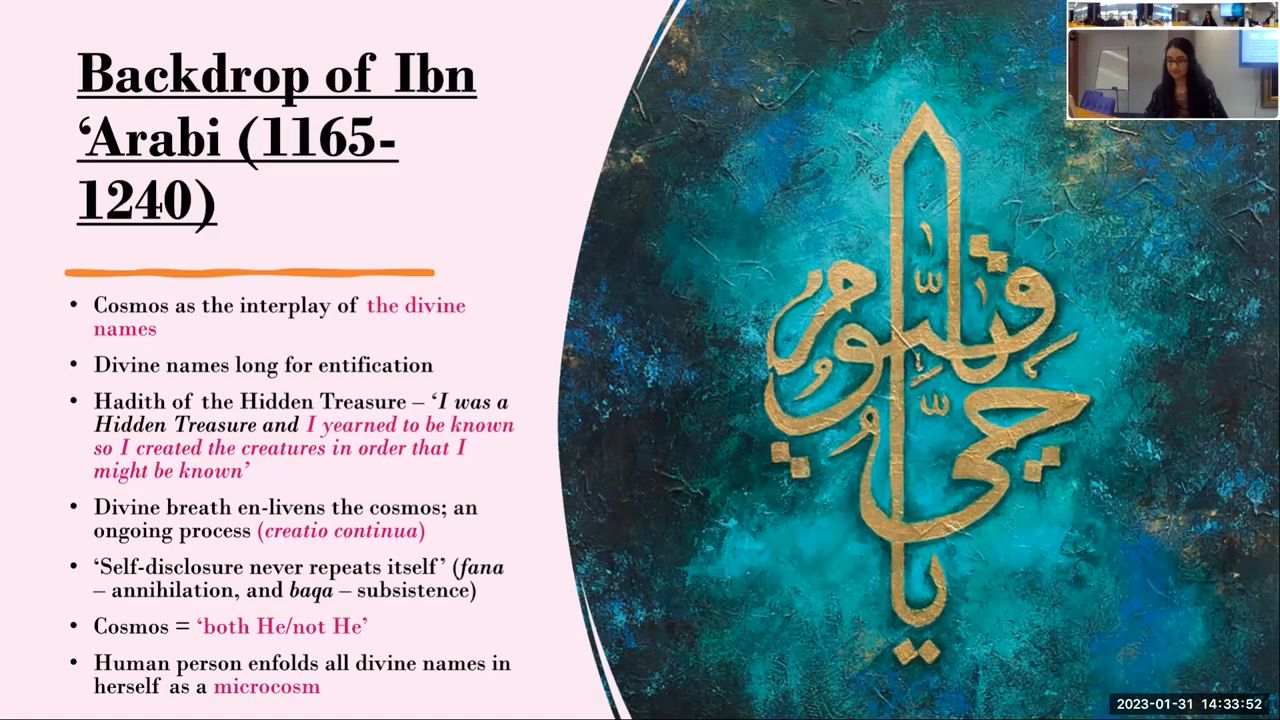 Backdrop of Ibn
‘Arabi (1165-
1240)
• Cosmos as the interplay of the divine
names
• Divine names long for entification
• Hadith of the Hidden Treasure – ‘I was a
Hidden Treasure and I yearned to be known
so I created the creatures in order that I
might be known’
• Divine breath en-livens the cosmos; an
ongoing process (creatio continua)
• ‘Self-disclosure never repeats itself’ (fana
– annihilation, and baqa – subsistence)
• Cosmos = ‘both He/not He’
• Human person enfolds all divine names in
herself as a microcosm
يا حي يا قيوم
2023-01-31 14:33:52